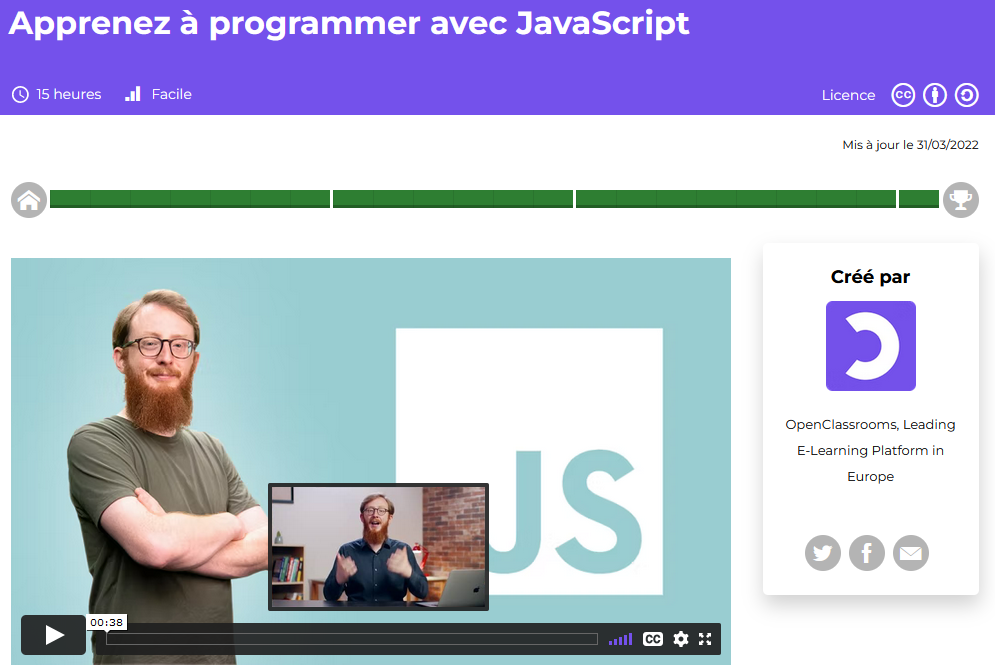 Apprenez à programmer avec JavaScript
15 heures
Facile
Licence
CC
Mis à jour le 31/03/2022
Créé par
OpenClassrooms, Leading
E-Learning Platform in
Europe
JS
00:38
CC